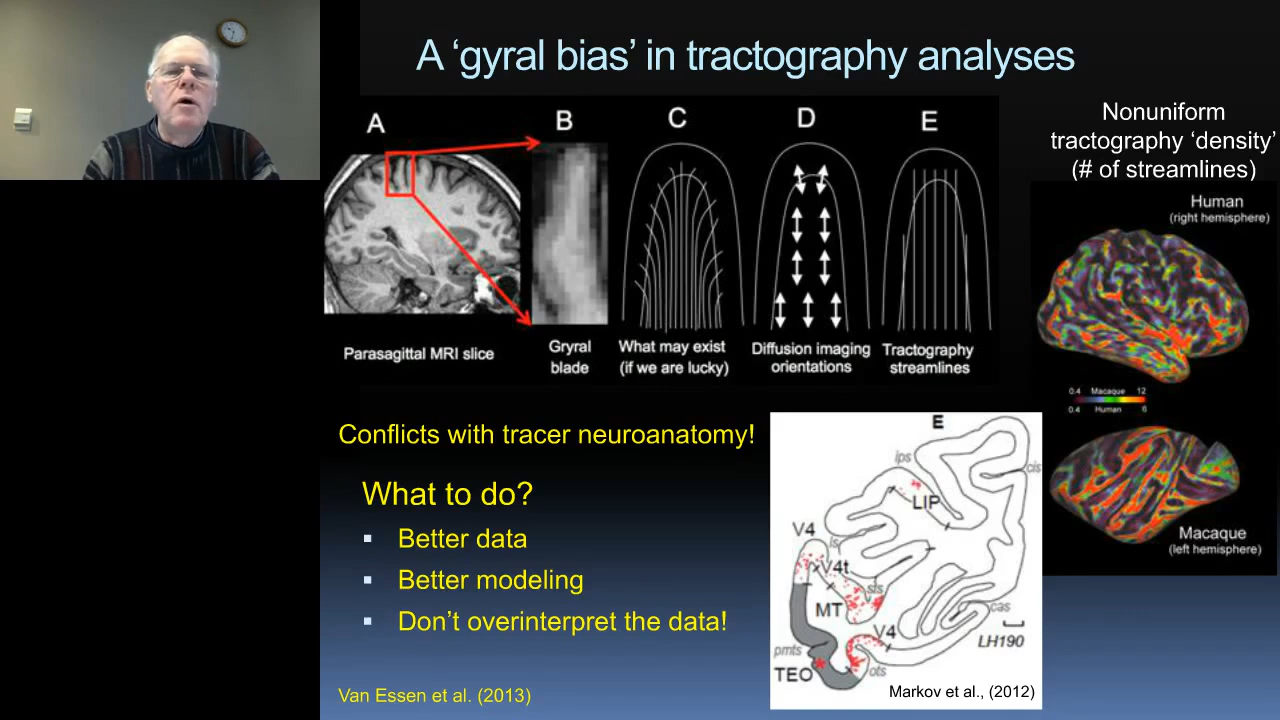 A ‘gyral bias’ in tractography analyses
Nonuniform
tractography ‘density’
(# of streamlines)
A
B
C
D
E
Parasagittal MRI slice
Gryral
blade
What may exist
(if we are lucky)
Diffusion imaging
orientations
Tractography
streamlines
Human
(right hemisphere)
0.4 Macaque 12
0.4 Human 6
Macaque
(left hemisphere)
Conflicts with tracer neuroanatomy!
What to do?
▪ Better data
▪ Better modeling
▪ Don’t overinterpret the data!
Van Essen et al. (2013)
E
ips
cis
LIP
V4
ls
V4t
sts
MT
V4
cas
LH190
pmts
TEO
ots
Markov et al., (2012)